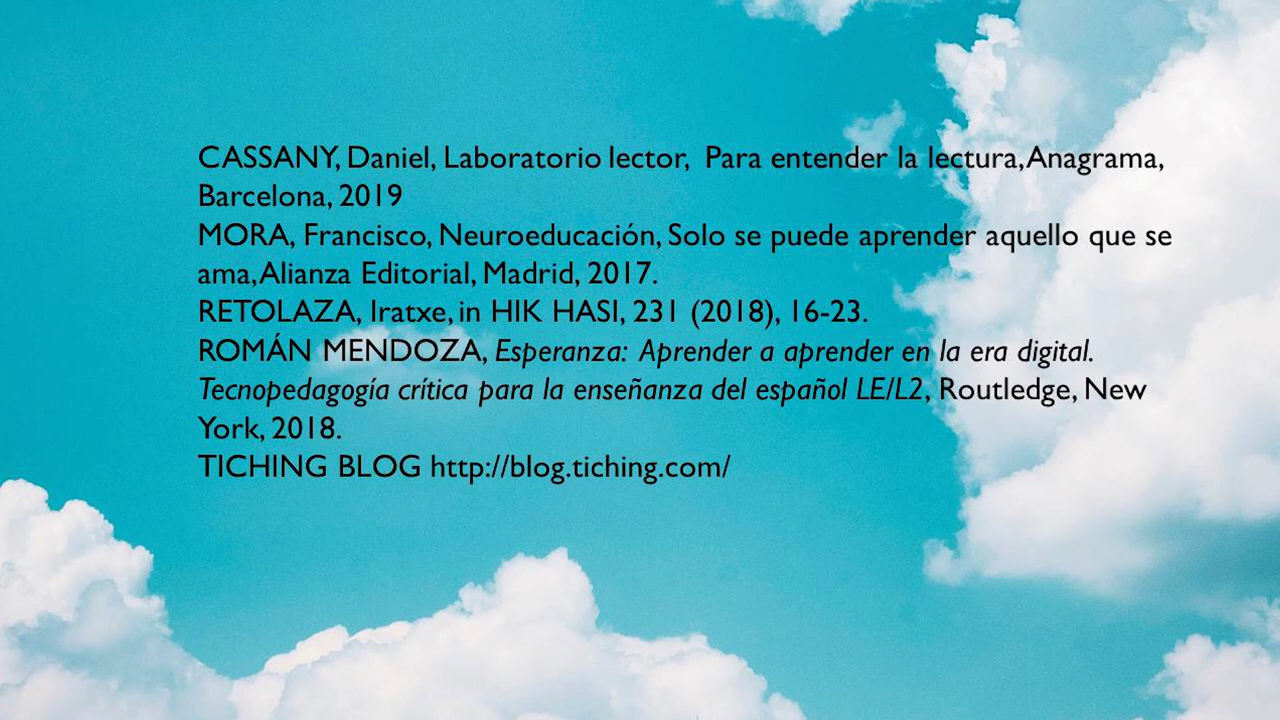 CASSANY, Daniel, Laboratorio lector, Para entender la lectura, Anagrama,
Barcelona, 2019
MORA, Francisco, Neuroeducación, Solo se puede aprender aquello que se
ama, Alianza Editorial, Madrid, 2017.
RETOLAZA, Iratxe, in HIK HASI, 231 (2018), 16-23.
ROMÁN MENDOZA, Esperanza: Aprender a aprender en la era digital.
Tecnopedagogía crítica para la enseñanza del español LE/L2, Routledge, New
York, 2018.
TICHING BLOG http://blog.tiching.com/